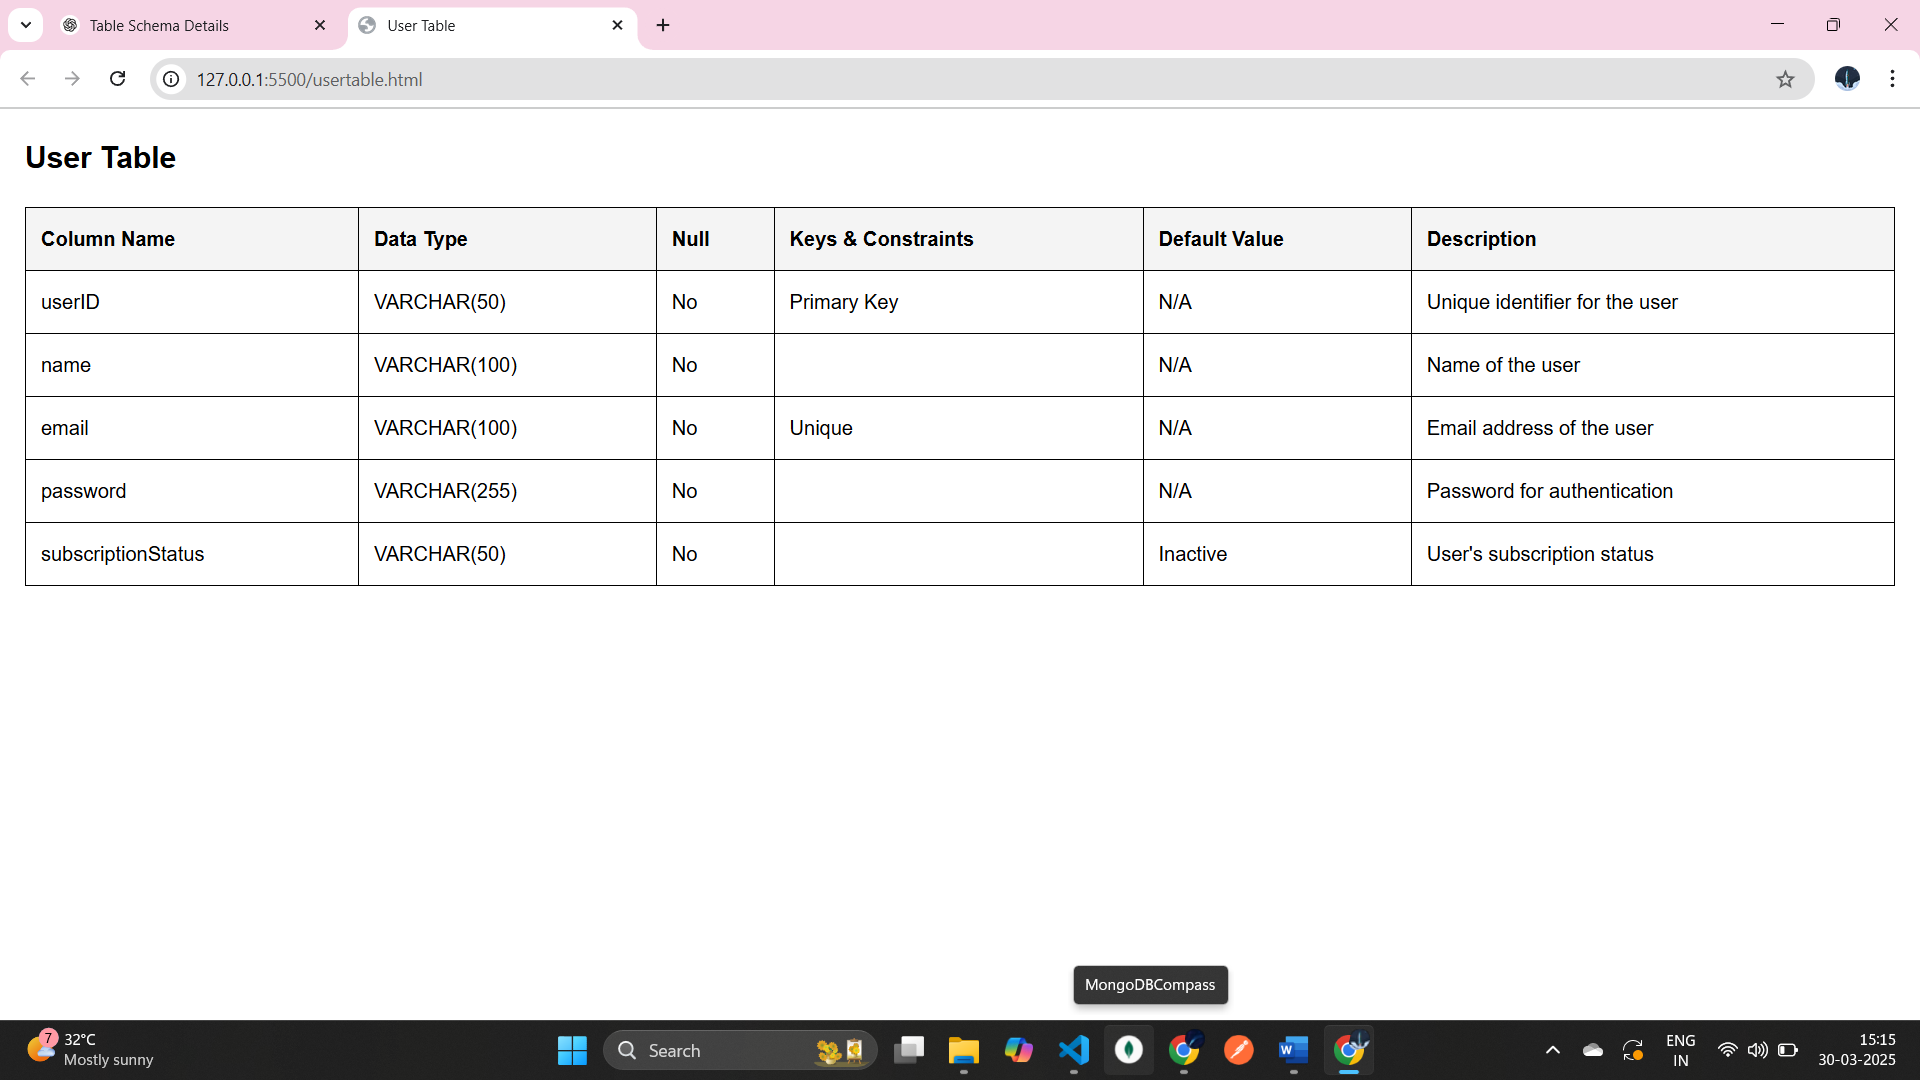 Table Schema Details
User Table
127.0.0.1:5500/usertable.html
User Table
Column Name Data Type Null Keys & Constraints Default Value Description
userID VARCHAR(50) No Primary Key N/A Unique identifier for the user
name VARCHAR(100) No N/A Name of the user
email VARCHAR(100) No Unique N/A Email address of the user
password VARCHAR(255) No N/A Password for authentication
subscriptionStatus VARCHAR(50) No Inactive User's subscription status
MongoDBCompass
7
32°C
Mostly sunny
Search
W
ENG
IN
15:15
30-03-2025